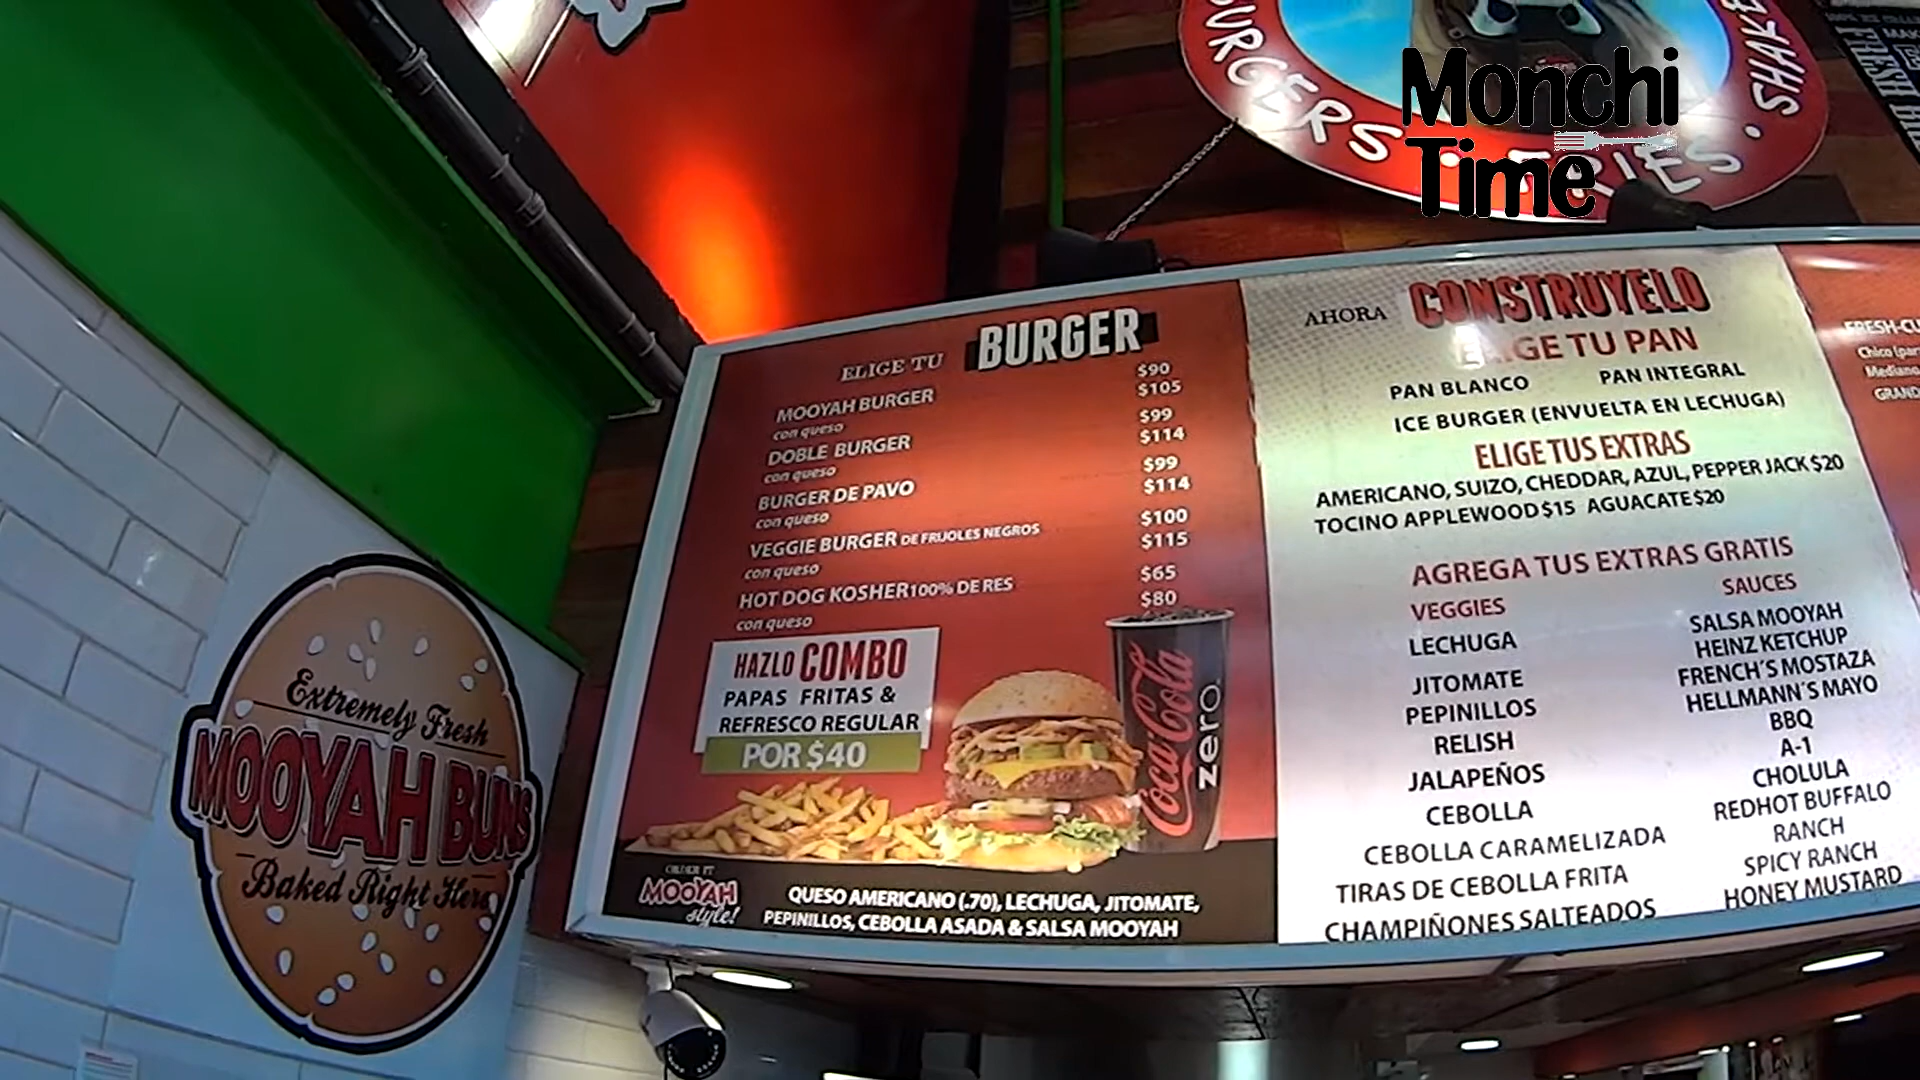 BURGERS · FRIES · SHAKE
Monchi
Time
FRESH
ELIGE TU BURGER
MOOYAH BURGER $90
con queso $105
DOBLE BURGER $99
con queso $114
BURGER DE PAVO $99
con queso $114
VEGGIE BURGER DE FRIJOLES NEGROS $100
con queso $115
HOT DOG KOSHER 100% DE RES $65
con queso $80
HAZLO COMBO
PAPAS FRITAS &
REFRESCO REGULAR
POR $40
Coca-Cola
zero
ORDER IT
MOOYAH
style!
QUESO AMERICANO (.70), LECHUGA, JITOMATE,
PEPINILLOS, CEBOLLA ASADA & SALSA MOOYAH
AHORA CONSTRUYELO
ELIGE TU PAN
PAN BLANCO PAN INTEGRAL
ICE BURGER (ENVUELTA EN LECHUGA)
ELIGE TUS EXTRAS
AMERICANO, SUIZO, CHEDDAR, AZUL, PEPPER JACK $20
TOCINO APPLEWOOD $15 AGUACATE $20
AGREGA TUS EXTRAS GRATIS
VEGGIES
LECHUGA
JITOMATE
PEPINILLOS
RELISH
JALAPEÑOS
CEBOLLA
CEBOLLA CARAMELIZADA
TIRAS DE CEBOLLA FRITA
CHAMPIÑONES SALTEADOS
SAUCES
SALSA MOOYAH
HEINZ KETCHUP
FRENCH´S MOSTAZA
HELLMANN´S MAYO
BBQ
A-1
CHOLULA
REDHOT BUFFALO
RANCH
SPICY RANCH
HONEY MUSTARD
FRESH-CU
Chico (par
Mediano
GRAND
Extremely Fresh
MOOYAH BUNS
Baked Right Here